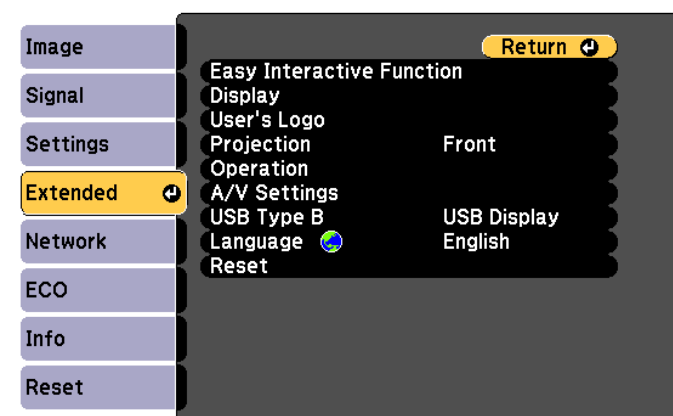 Image
Signal
Settings
Extended
Network
ECO
Info
Reset
Return
Easy Interactive Function
Display
User's Logo
Projection Front
Operation
A/V Settings
USB Type B USB Display
Language English
Reset